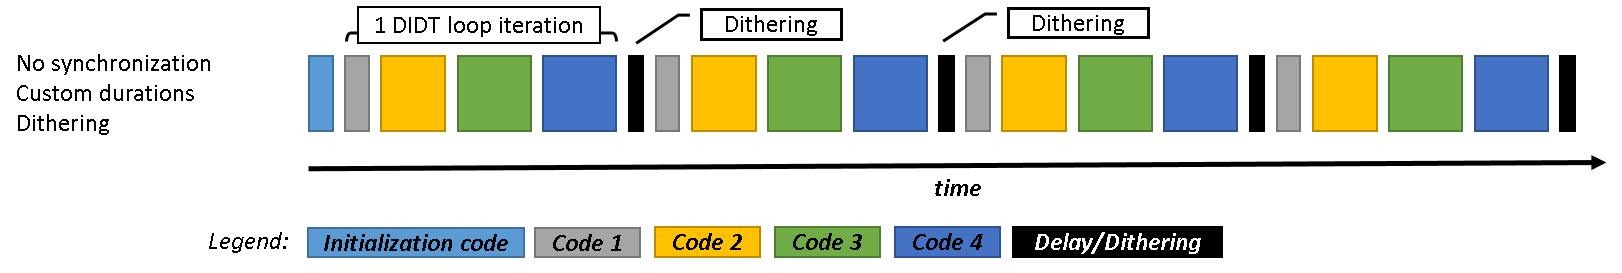 1 DIDT loop iteration
Dithering
Dithering
No synchronization
Custom durations
Dithering
time
Legend:
Initialization code
Code 1
Code 2
Code 3
Code 4
Delay/Dithering